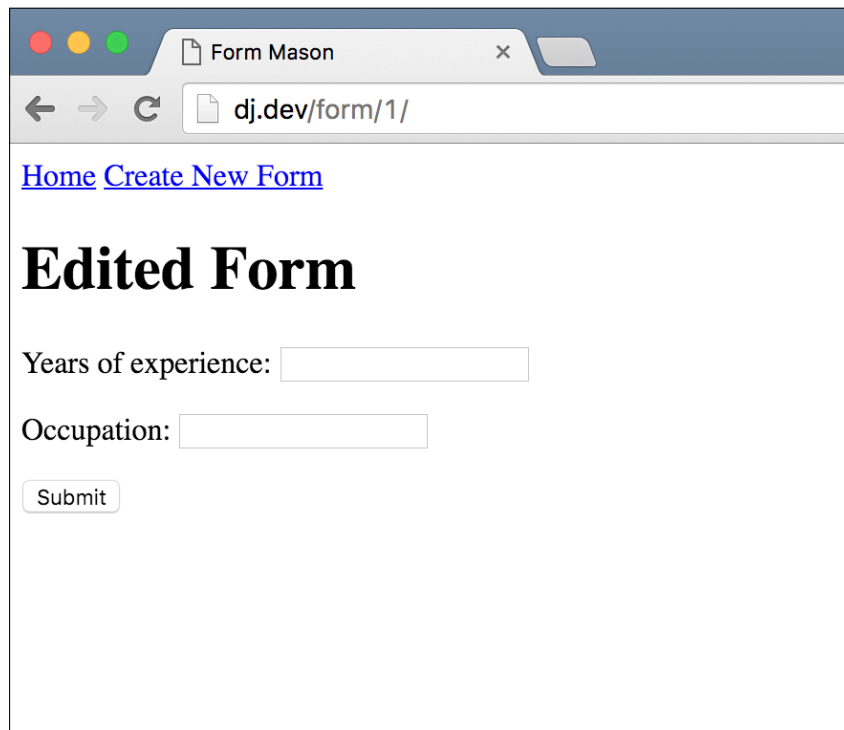 Form Mason
dj.dev/form/1/
Home Create New Form
Edited Form
Years of experience:
Occupation:
Submit